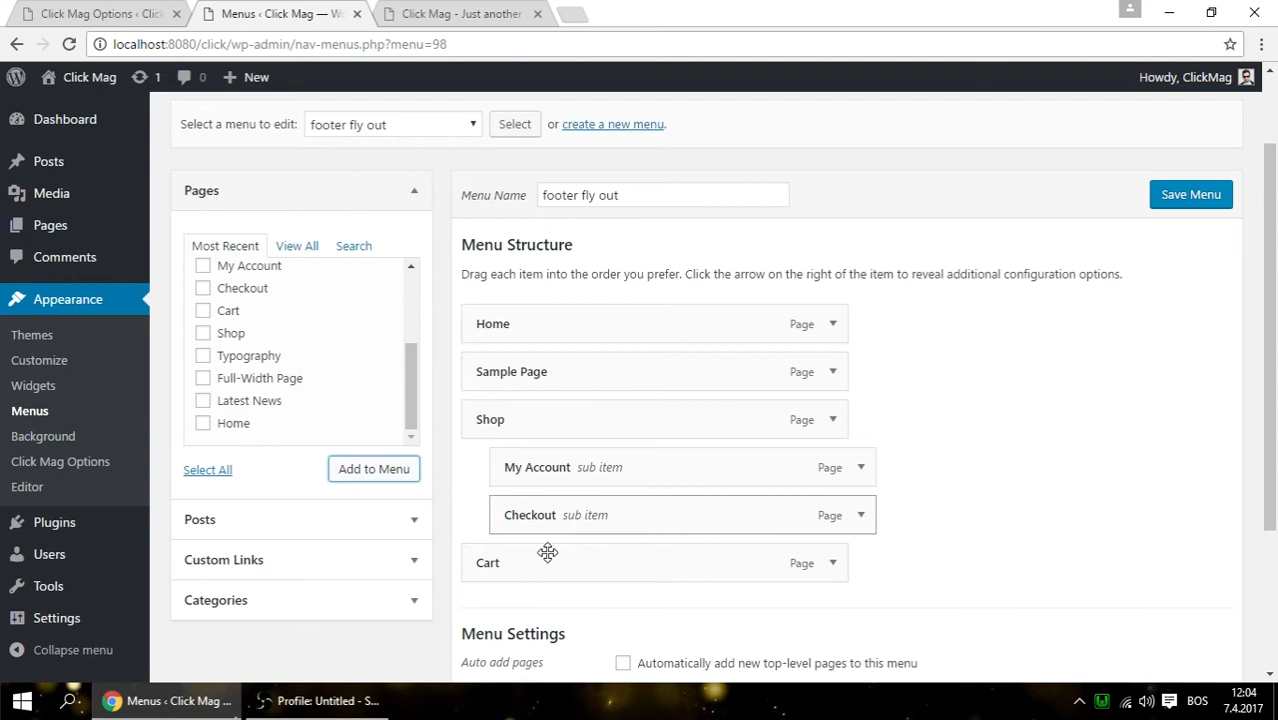 Click Mag Options ‹ Click
Menus ‹ Click Mag — Wo
Click Mag - Just another
localhost:8080/click/wp-admin/nav-menus.php?menu=98
Click Mag 1 0 New
Howdy, ClickMag
Dashboard
Posts
Media
Pages
Comments
Appearance
Themes
Customize
Widgets
Menus
Background
Click Mag Options
Editor
Plugins
Users
Tools
Settings
Collapse menu
Select a menu to edit: footer fly out Select or create a new menu.
Pages
Most Recent View All Search
My Account
Checkout
Cart
Shop
Typography
Full-Width Page
Latest News
Home
Select All Add to Menu
Posts
Custom Links
Categories
Menu Name footer fly out Save Menu
Menu Structure
Drag each item into the order you prefer. Click the arrow on the right of the item to reveal additional configuration options.
Home Page
Sample Page Page
Shop Page
My Account sub item Page
Checkout sub item Page
Cart Page
Menu Settings
Auto add pages Automatically add new top-level pages to this menu
Menus ‹ Click Mag ...
Profile: Untitled - S...
BOS
12:04
7.4.2017